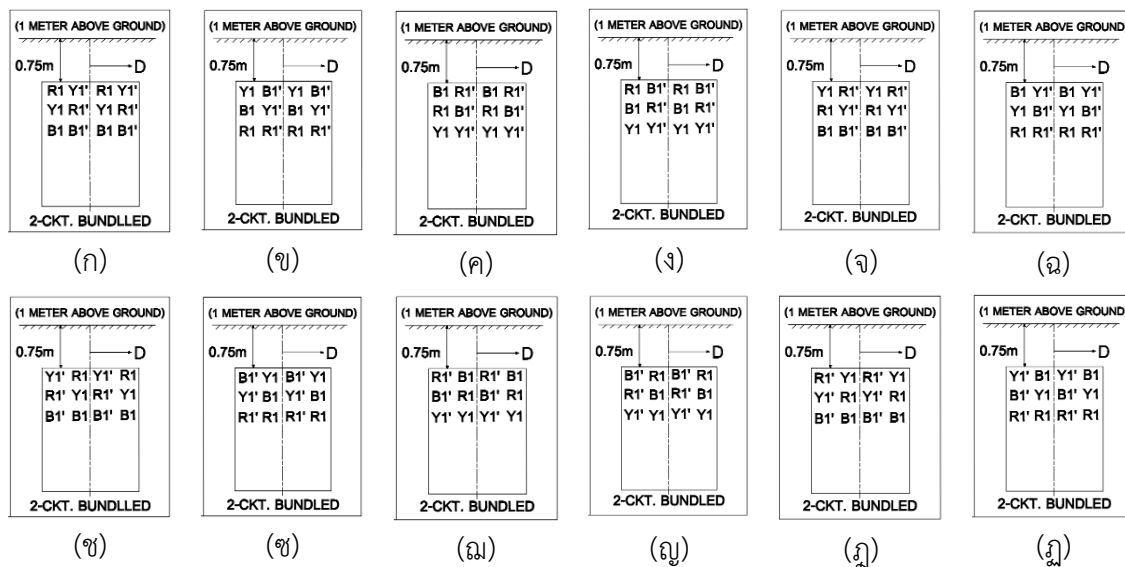 (1 METER ABOVE GROUND)
0.75m
D
R1 Y1' R1 Y1'
Y1 R1' Y1 R1'
B1 B1' B1 B1'
2-CKT. BUNDLLED
(ก)
(1 METER ABOVE GROUND)
0.75m
D
Y1 B1' Y1 B1'
B1 Y1' B1 Y1'
R1 R1' R1 R1'
2-CKT. BUNDLED
(ข)
(1 METER ABOVE GROUND)
0.75m
D
B1 R1' B1 R1'
R1 B1' R1 B1'
Y1 Y1' Y1 Y1'
2-CKT. BUNDLED
(ค)
(1 METER ABOVE GROUND)
0.75m
D
R1 B1' R1 B1'
B1 R1' B1 R1'
Y1 Y1' Y1 Y1'
2-CKT. BUNDLED
(ง)
(1 METER ABOVE GROUND)
0.75m
D
Y1 R1' Y1 R1'
R1 Y1' R1 Y1'
B1 B1' B1 B1'
2-CKT. BUNDLED
(จ)
(1 METER ABOVE GROUND)
0.75m
D
B1 Y1' B1 Y1'
Y1 B1' Y1 B1'
R1 R1' R1 R1'
2-CKT. BUNDLED
(ฉ)
(1 METER ABOVE GROUND)
0.75m
D
Y1' R1 Y1' R1
R1' Y1 R1' Y1
B1' B1 B1' B1
2-CKT. BUNDLLED
(ช)
(1 METER ABOVE GROUND)
0.75m
D
B1' Y1 B1' Y1
Y1' B1 Y1' B1
R1' R1 R1' R1
2-CKT. BUNDLED
(ซ)
(1 METER ABOVE GROUND)
0.75m
D
R1' B1 R1' B1
B1' R1 B1' R1
Y1' Y1 Y1' Y1
2-CKT. BUNDLED
(ฌ)
(1 METER ABOVE GROUND)
0.75m
D
B1' R1 B1' R1
R1' B1 R1' B1
Y1' Y1 Y1' Y1
2-CKT. BUNDLED
(ญ)
(1 METER ABOVE GROUND)
0.75m
D
R1' Y1 R1' Y1
Y1' R1 Y1' R1
B1' B1 B1' B1
2-CKT. BUNDLED
(ฎ)
(1 METER ABOVE GROUND)
0.75m
D
Y1' B1 Y1' B1
B1' Y1 B1' Y1
R1' R1 R1' R1
2-CKT. BUNDLED
(ฏ)